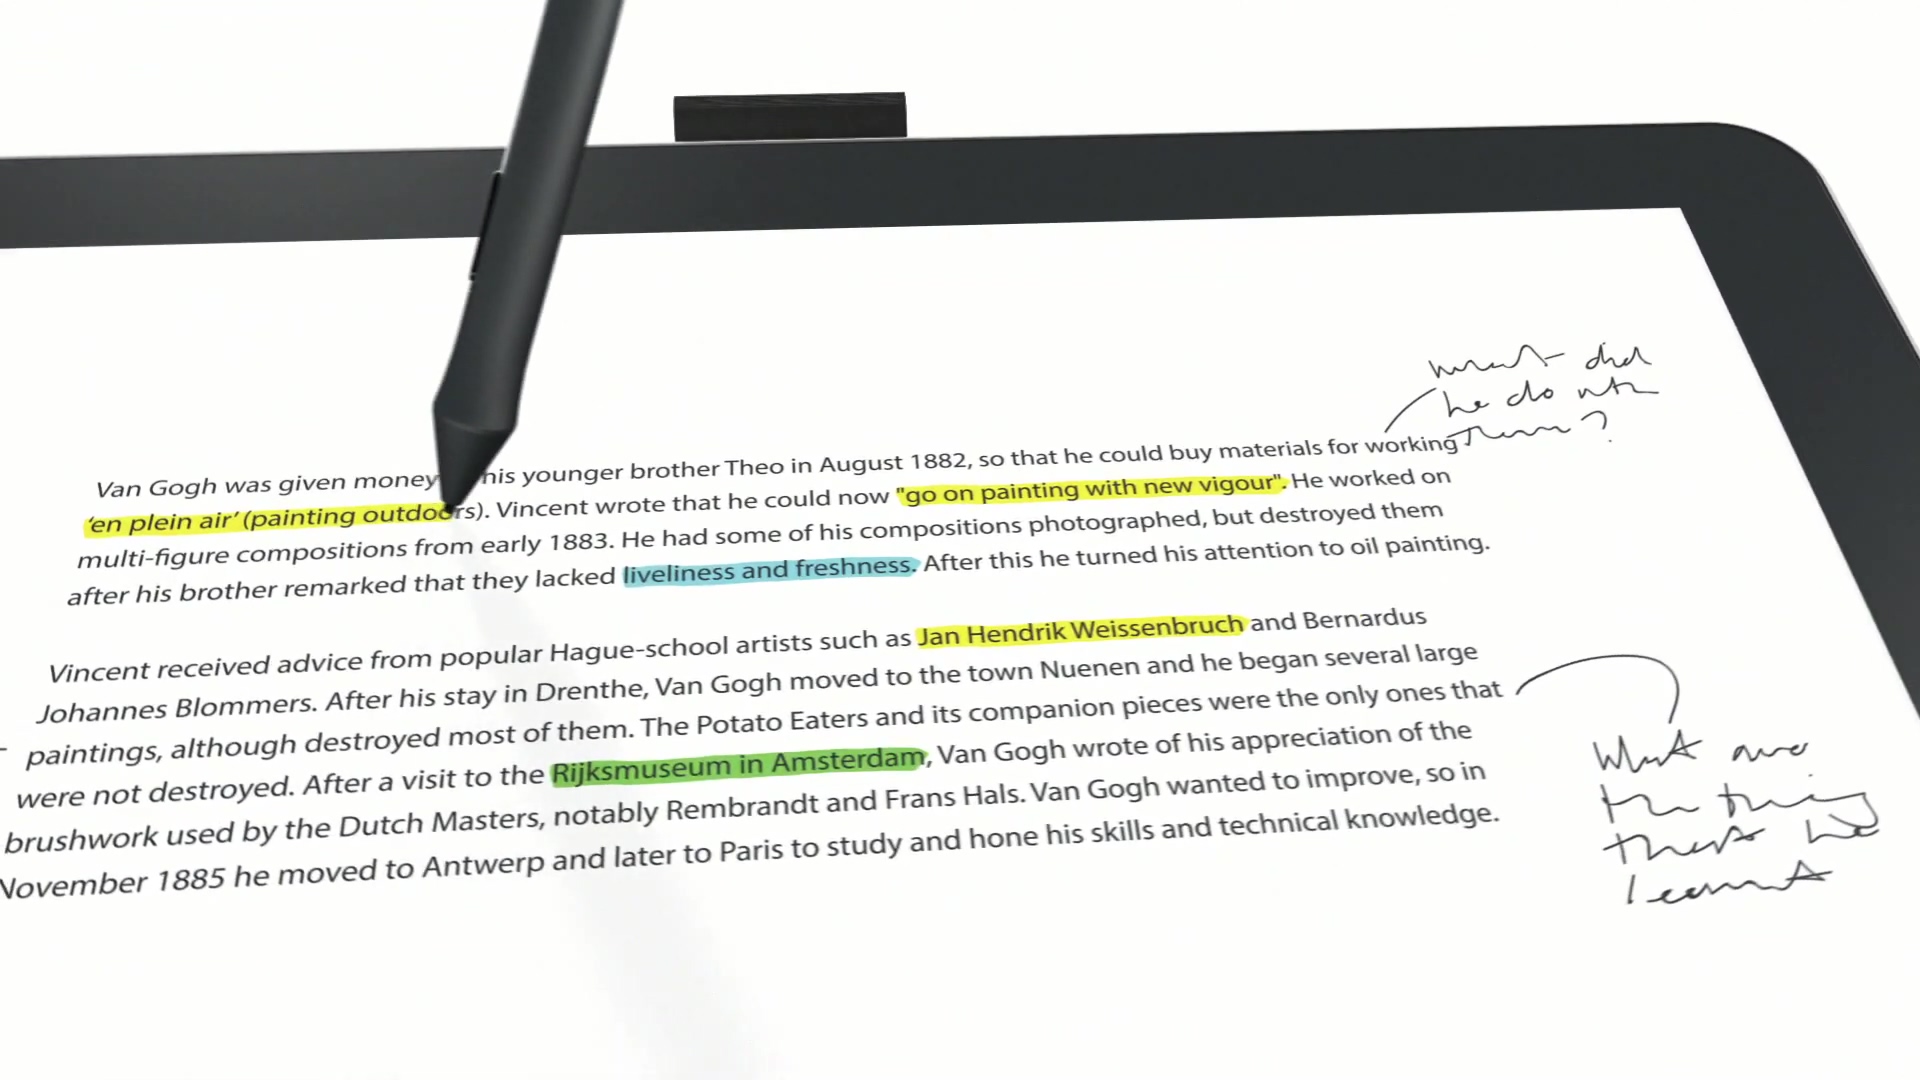 what did
he do with
them?
Van Gogh was given money his younger brother Theo in August 1882, so that he could buy materials for working
‘en plein air’ (painting outdoors). Vincent wrote that he could now "go on painting with new vigour". He worked on
multi-figure compositions from early 1883. He had some of his compositions photographed, but destroyed them
after his brother remarked that they lacked liveliness and freshness. After this he turned his attention to oil painting.
Vincent received advice from popular Hague-school artists such as Jan Hendrik Weissenbruch and Bernardus
Johannes Blommers. After his stay in Drenthe, Van Gogh moved to the town Nuenen and he began several large
paintings, although destroyed most of them. The Potato Eaters and its companion pieces were the only ones that
were not destroyed. After a visit to the Rijksmuseum in Amsterdam, Van Gogh wrote of his appreciation of the
brushwork used by the Dutch Masters, notably Rembrandt and Frans Hals. Van Gogh wanted to improve, so in
November 1885 he moved to Antwerp and later to Paris to study and hone his skills and technical knowledge.
What are
the things
that he
learnt